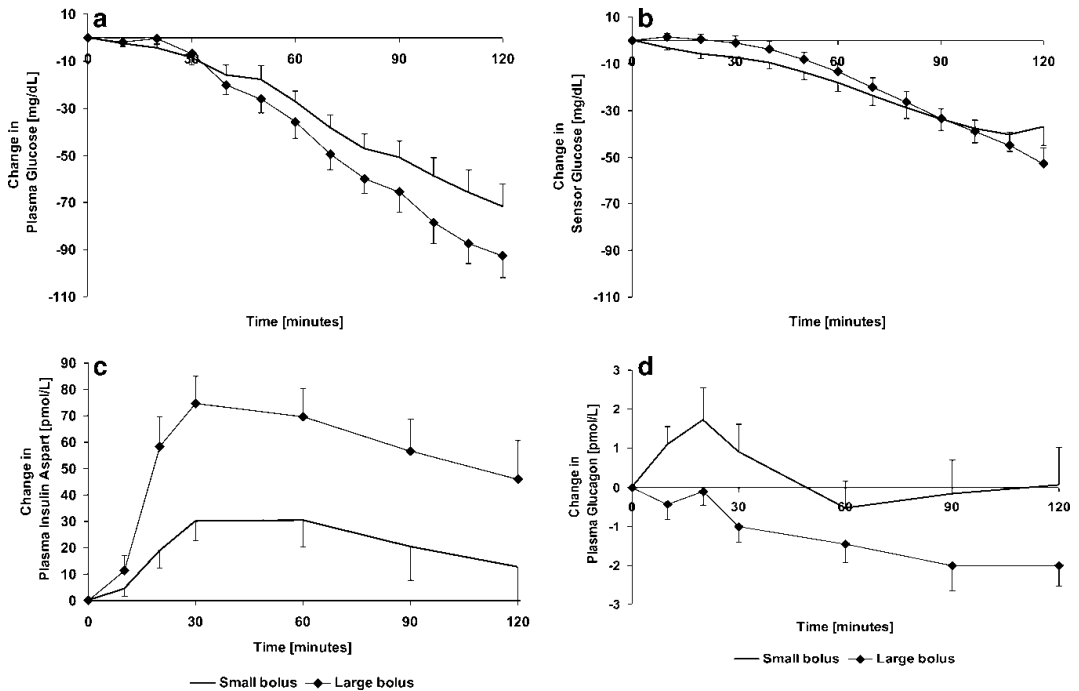 a
10
-10
-30
-50
-70
-90
-110
0
30
60
90
120
Change in
Plasma Glucose [mg/dL]
Time [minutes]
b
10
-10
-30
-50
-70
-90
-110
0
30
60
90
120
Change in
Sensor Glucose [mg/dL]
Time [minutes]
c
90
80
70
60
50
40
30
20
10
0
0
30
60
90
120
Change in
Plasma Insulin Aspart [pmol/L]
Time [minutes]
Small bolus
Large bolus
d
3
2
1
0
-1
-2
-3
0
30
60
90
120
Change in
Plasma Glucagon [pmol/L]
Time [minutes]
Small bolus
Large bolus